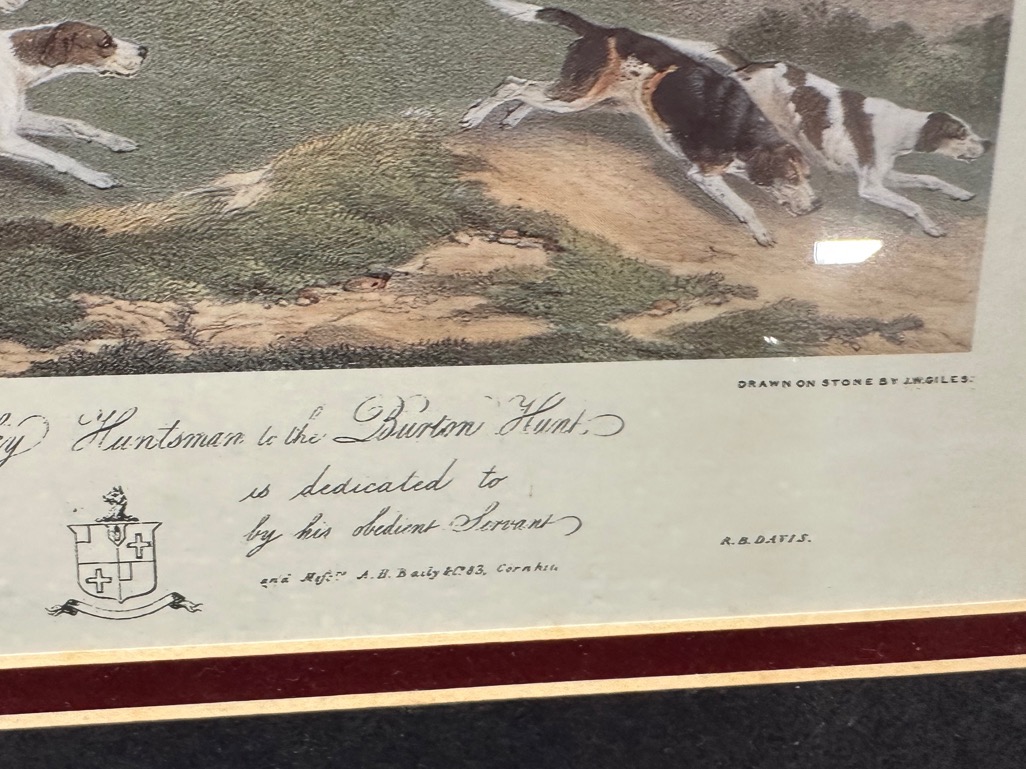 DRAWN ON STONE BY J.W. GILES.
Huntsman to the Burton Hunt,
is dedicated to
by his obedient Servant
R.B. DAVIS.
and Messrs A.H. Baily & Co 83, Cornhill